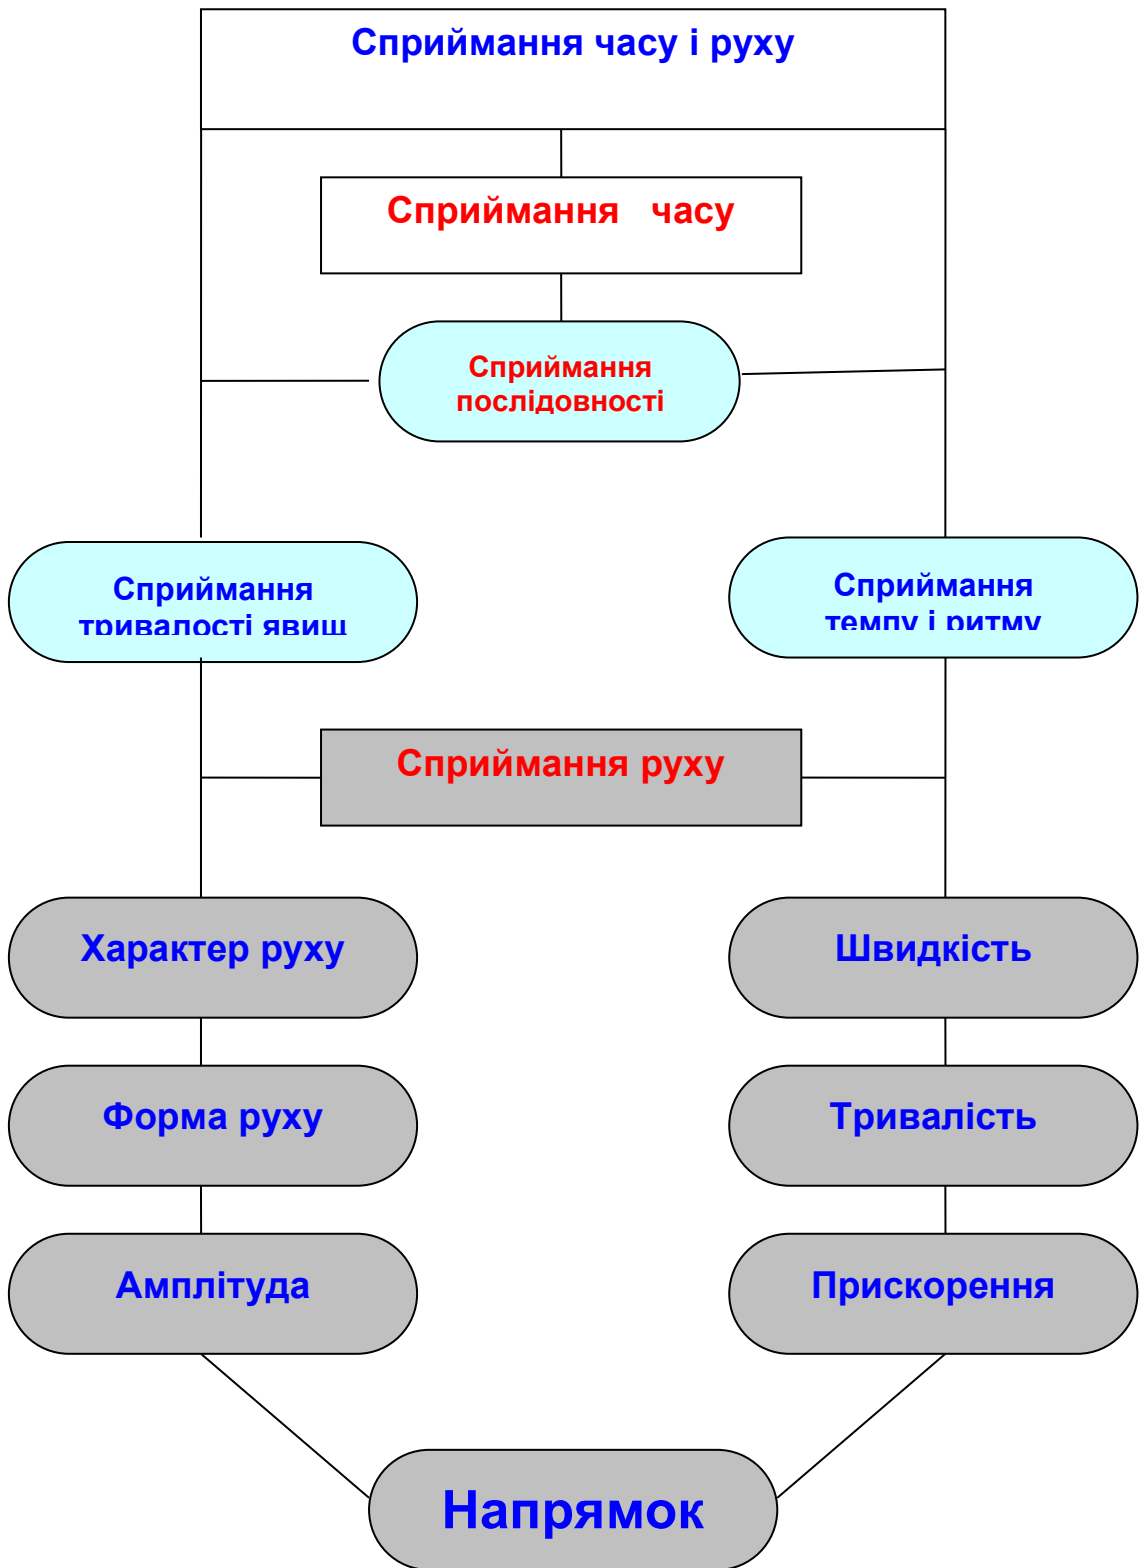 Сприймання часу і руху
Сприймання часу
Сприймання
послідовності
Сприймання
тривалості явищ
Сприймання
темпу і ритму
Сприймання руху
Характер руху
Швидкість
Форма руху
Тривалість
Амплітуда
Прискорення
Напрямок